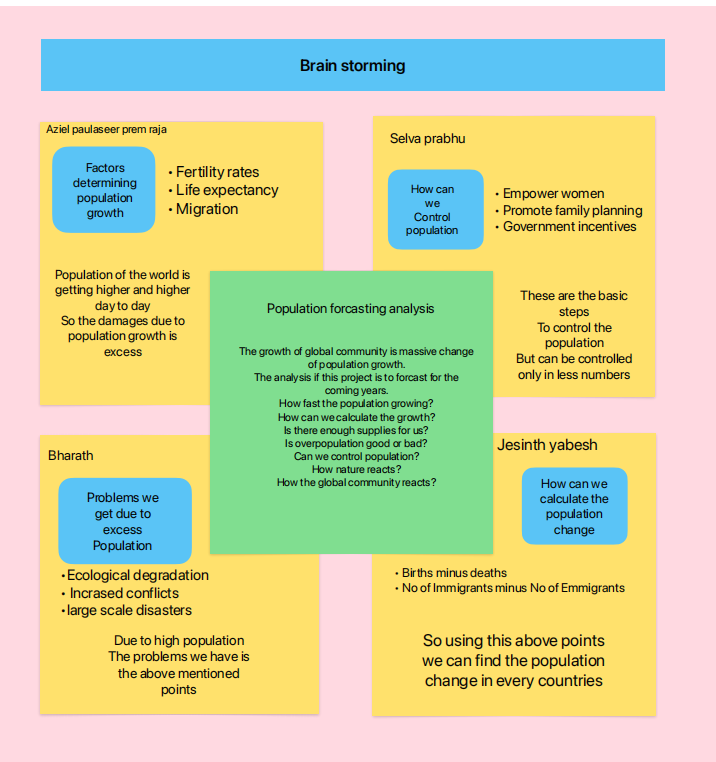 Brain storming
Aziel paulaseer prem raja
Factors
determining
population
growth
• Fertility rates
• Life expectancy
• Migration
Population of the world is
getting higher and higher
day to day
So the damages due to
population growth is
excess
Selva prabhu
How can
we
Control
population
• Empower women
• Promote family planning
• Government incentives
These are the basic
steps
To control the
population
But can be controlled
only in less numbers
Population forcasting analysis
The growth of global community is massive change
of population growth.
The analysis if this project is to forcast for the
coming years.
How fast the population growing?
How can we calculate the growth?
Is there enough supplies for us?
Is overpopulation good or bad?
Can we control population?
How nature reacts?
How the global community reacts?
Bharath
Problems we
get due to
excess
Population
• Ecological degradation
• Incrased conflicts
• large scale disasters
Due to high population
The problems we have is
the above mentioned
points
Jesinth yabesh
How can we
calculate the
population
change
• Births minus deaths
• No of Immigrants minus No of Emmigrants
So using this above points
we can find the population
change in every countries